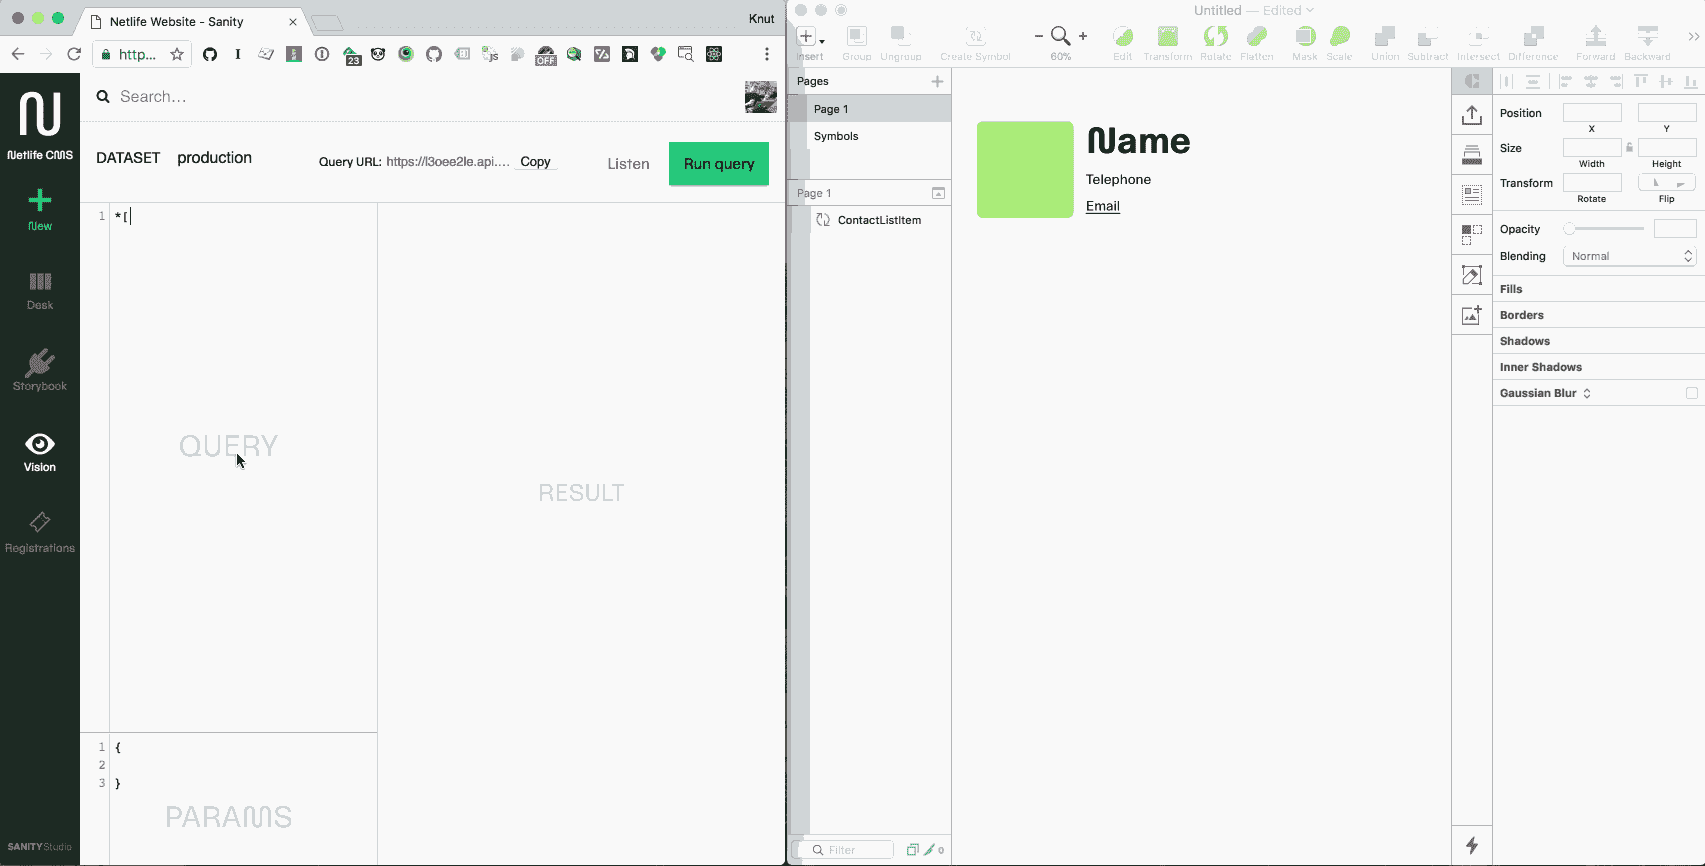 Netlife Website - Sanity
Knut
http...
23
OFF
Netlife CMS
New
Desk
Storybook
Vision
Registrations
SANITY Studio
Search...
DATASET production
Query URL: https://l3oee2le.api.... Copy
Listen
Run query
1 *[
QUERY
RESULT
1 {
2
3 }
PARAMS
Untitled — Edited
Insert
Group
Ungroup
Create Symbol
60%
Edit
Transform
Rotate
Flatten
Mask
Scale
Union
Subtract
Intersect
Difference
Forward
Backward
Pages
Page 1
Symbols
Page 1
ContactListItem
Filter
0
Name
Telephone
Email
Position
X Y
Size
Width Height
Transform
Rotate Flip
Opacity
Blending Normal
Fills
Borders
Shadows
Inner Shadows
Gaussian Blur